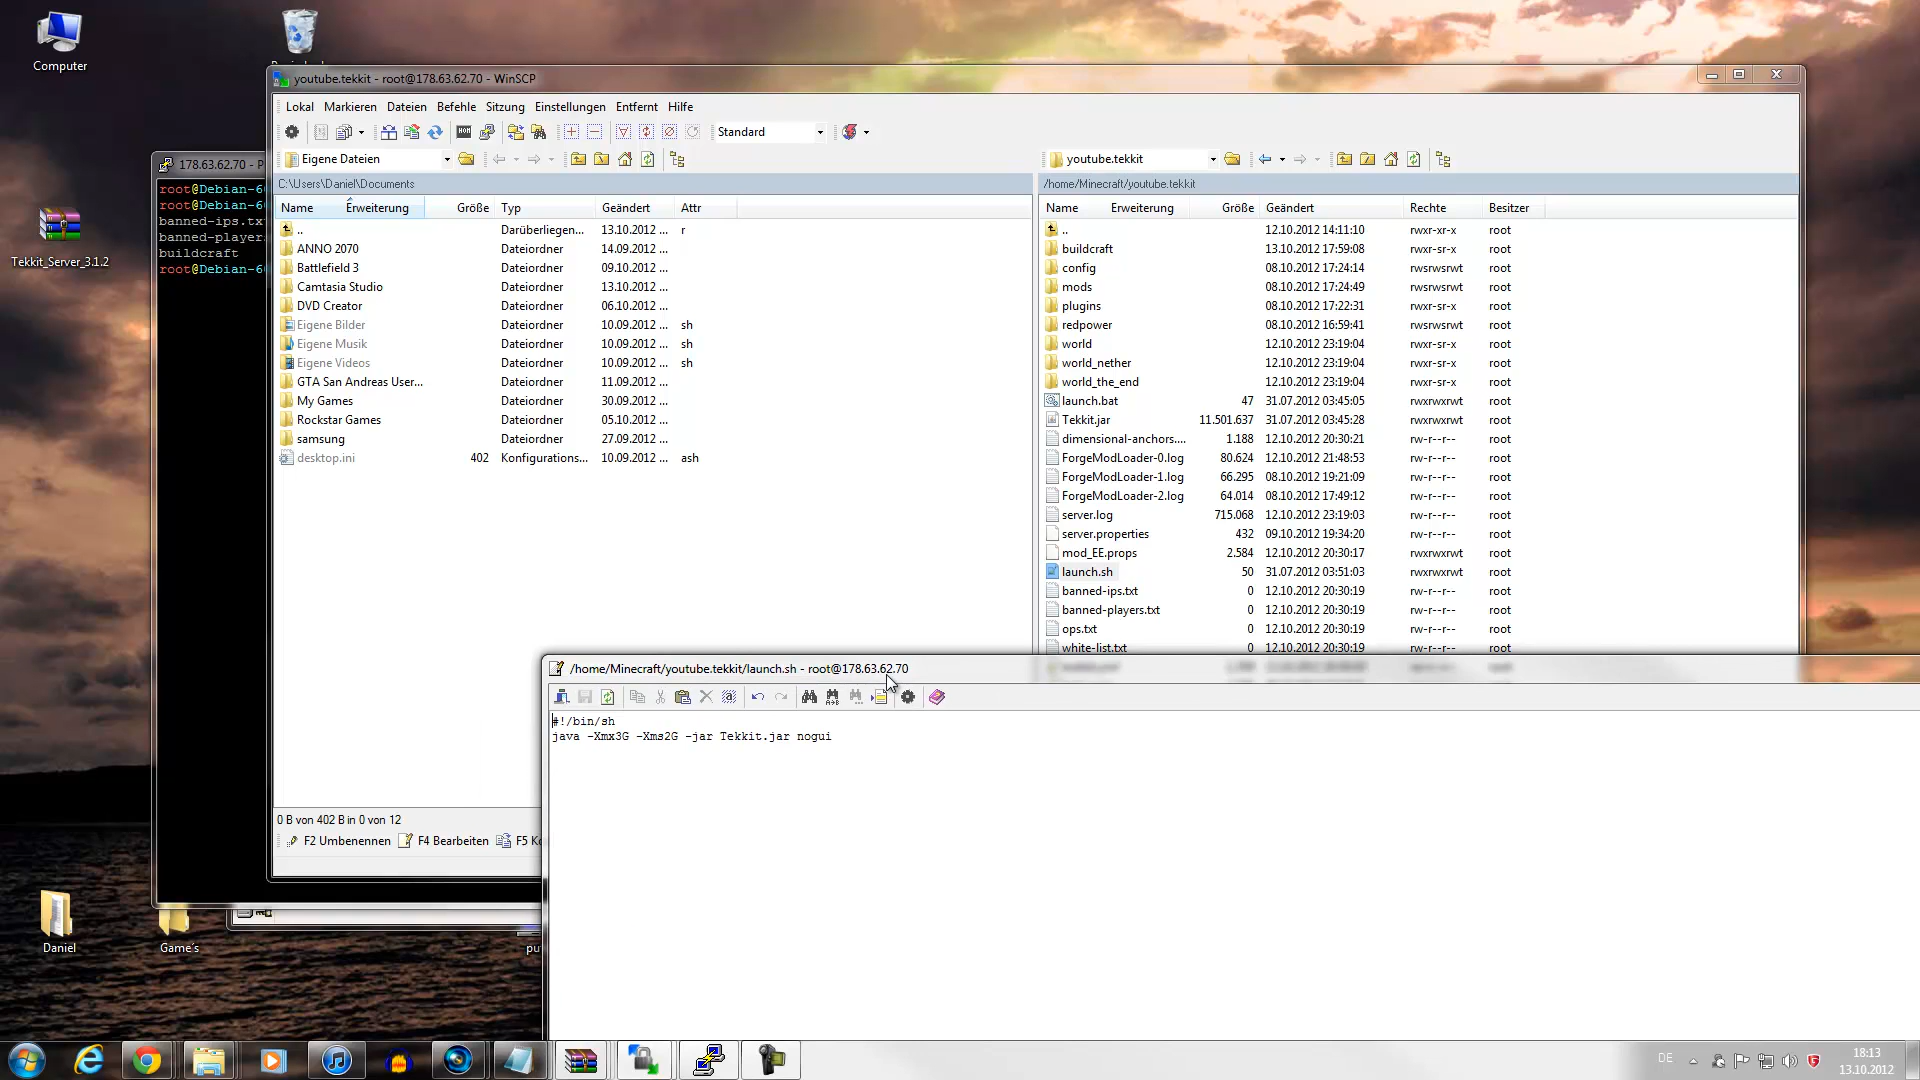 Computer
Tekkit_Server_3.1.2
Daniel
Game's
pu
178.63.62.70 - P
root@Debian-6
root@Debian-6
banned-ips.tx
banned-player
buildcraft
root@Debian-6
youtube.tekkit - root@178.63.62.70 - WinSCP
Lokal Markieren Dateien Befehle Sitzung Einstellungen Entfernt Hilfe
Standard
Eigene Dateien
C:\Users\Daniel\Documents
Name Erweiterung Größe Typ Geändert Attr
.. Darüberliegen... 13.10.2012 ... r
ANNO 2070 Dateiordner 14.09.2012 ...
Battlefield 3 Dateiordner 09.10.2012 ...
Camtasia Studio Dateiordner 13.10.2012 ...
DVD Creator Dateiordner 06.10.2012 ...
Eigene Bilder Dateiordner 10.09.2012 ... sh
Eigene Musik Dateiordner 10.09.2012 ... sh
Eigene Videos Dateiordner 10.09.2012 ... sh
GTA San Andreas User... Dateiordner 11.09.2012 ...
My Games Dateiordner 30.09.2012 ...
Rockstar Games Dateiordner 05.10.2012 ...
samsung Dateiordner 27.09.2012 ...
desktop.ini 402 Konfigurations... 10.09.2012 ... ash
youtube.tekkit
/home/Minecraft/youtube.tekkit
Name Erweiterung Größe Geändert Rechte Besitzer
.. 12.10.2012 14:11:10 rwxr-xr-x root
buildcraft 13.10.2012 17:59:08 rwxr-sr-x root
config 08.10.2012 17:24:14 rwsrwsrwt root
mods 08.10.2012 17:24:49 rwsrwsrwt root
plugins 08.10.2012 17:22:31 rwxr-sr-x root
redpower 08.10.2012 16:59:41 rwsrwsrwt root
world 12.10.2012 23:19:04 rwxr-sr-x root
world_nether 12.10.2012 23:19:04 rwxr-sr-x root
world_the_end 12.10.2012 23:19:04 rwxr-sr-x root
launch.bat 47 31.07.2012 03:45:05 rwxrwxrwt root
Tekkit.jar 11.501.637 31.07.2012 03:45:28 rwxrwxrwt root
dimensional-anchors.... 1.188 12.10.2012 20:30:21 rw-r--r-- root
ForgeModLoader-0.log 80.624 12.10.2012 21:48:53 rw-r--r-- root
ForgeModLoader-1.log 66.295 08.10.2012 19:21:09 rw-r--r-- root
ForgeModLoader-2.log 64.014 08.10.2012 17:49:12 rw-r--r-- root
server.log 715.068 12.10.2012 23:19:03 rw-r--r-- root
server.properties 432 09.10.2012 19:34:20 rw-r--r-- root
mod_EE.props 2.584 12.10.2012 20:30:17 rwxrwxrwt root
launch.sh 50 31.07.2012 03:51:03 rwxrwxrwt root
banned-ips.txt 0 12.10.2012 20:30:19 rw-r--r-- root
banned-players.txt 0 12.10.2012 20:30:19 rw-r--r-- root
ops.txt 0 12.10.2012 20:30:19 rw-r--r-- root
white-list.txt 0 12.10.2012 20:30:19 rw-r--r-- root
0 B von 402 B in 0 von 12
F2 Umbenennen F4 Bearbeiten F5 Ko
/home/Minecraft/youtube.tekkit/launch.sh - root@178.63.62.70
#!/bin/sh
java -Xmx3G -Xms2G -jar Tekkit.jar nogui
DE
18:13
13.10.2012